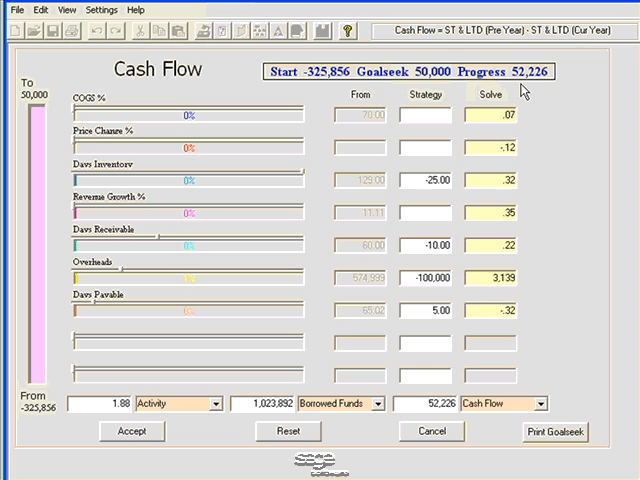 File Edit View Settings Help
Cash Flow = ST & LTD (Pre Year) - ST & LTD (Cur Year)
Cash Flow
Start -325,856 Goalseek 50,000 Progress 52,226
To
50,000
From Strategy Solve
COGS %
0% 70.00 .07
Price Change %
0% -.12
Days Inventory
0% 129.00 -25.00 .32
Revenue Growth %
0% 11.11 .35
Days Receivable
0% 60.00 -10.00 .22
Overheads
574,999 -100,000 3,139
Days Payable
0% 65.02 5.00 -.32
From
-325,856
1.88 Activity 1,023,892 Borrowed Funds 52,226 Cash Flow
Accept Reset Cancel Print Goalseek